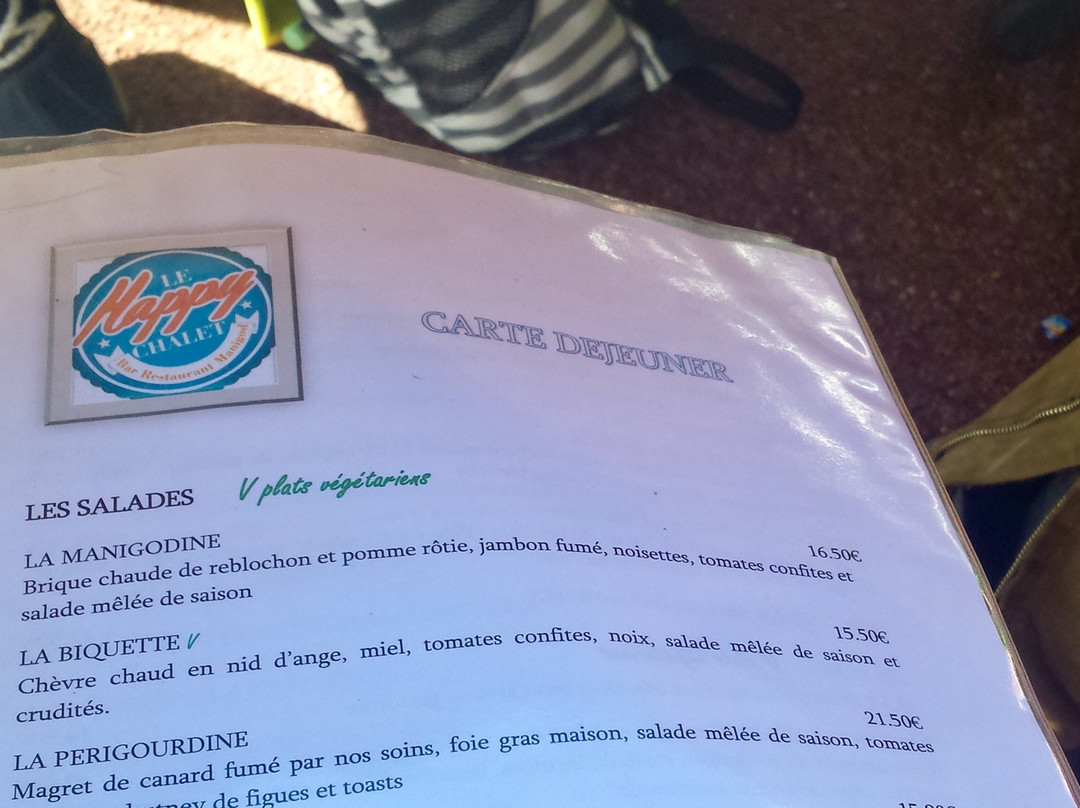 LE
Happy
CHALET
Bar Restaurant Manigod
CARTE DEJEUNER
LES SALADES V plats végétariens
LA MANIGODINE 16.50€
Brique chaude de reblochon et pomme rôtie, jambon fumé, noisettes, tomates confites et
salade mêlée de saison
LA BIQUETTE V 15.50€
Chèvre chaud en nid d'ange, miel, tomates confites, noix, salade mêlée de saison et
crudités.
LA PERIGOURDINE 21.50€
Magret de canard fumé par nos soins, foie gras maison, salade mêlée de saison, tomates
de figues et toasts